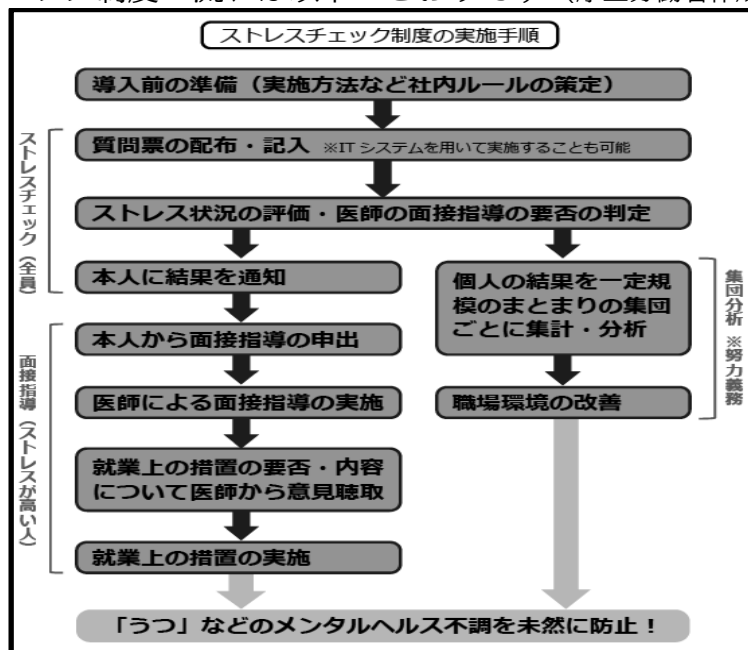 ストレスチェック制度の実施手順
導入前の準備（実施方法など社内ルールの策定）
質問票の配布・記入 ※ITシステムを用いて実施することも可能
ストレス状況の評価・医師の面接指導の要否の判定
ストレスチェック（全員）
本人に結果を通知
面接指導（ストレスが高い人）
本人から面接指導の申出
医師による面接指導の実施
就業上の措置の要否・内容
について医師から意見聴取
就業上の措置の実施
個人の結果を一定規
模のまとまりの集団
ごとに集計・分析
職場環境の改善
集団分析 ※努力義務
「うつ」などのメンタルヘルス不調を未然に防止！